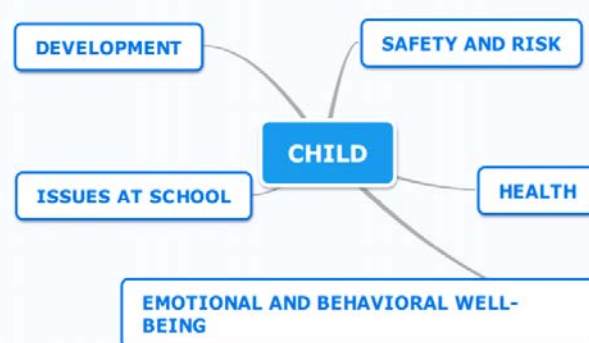 DEVELOPMENT
SAFETY AND RISK
CHILD
ISSUES AT SCHOOL
HEALTH
EMOTIONAL AND BEHAVIORAL WELL-
BEING